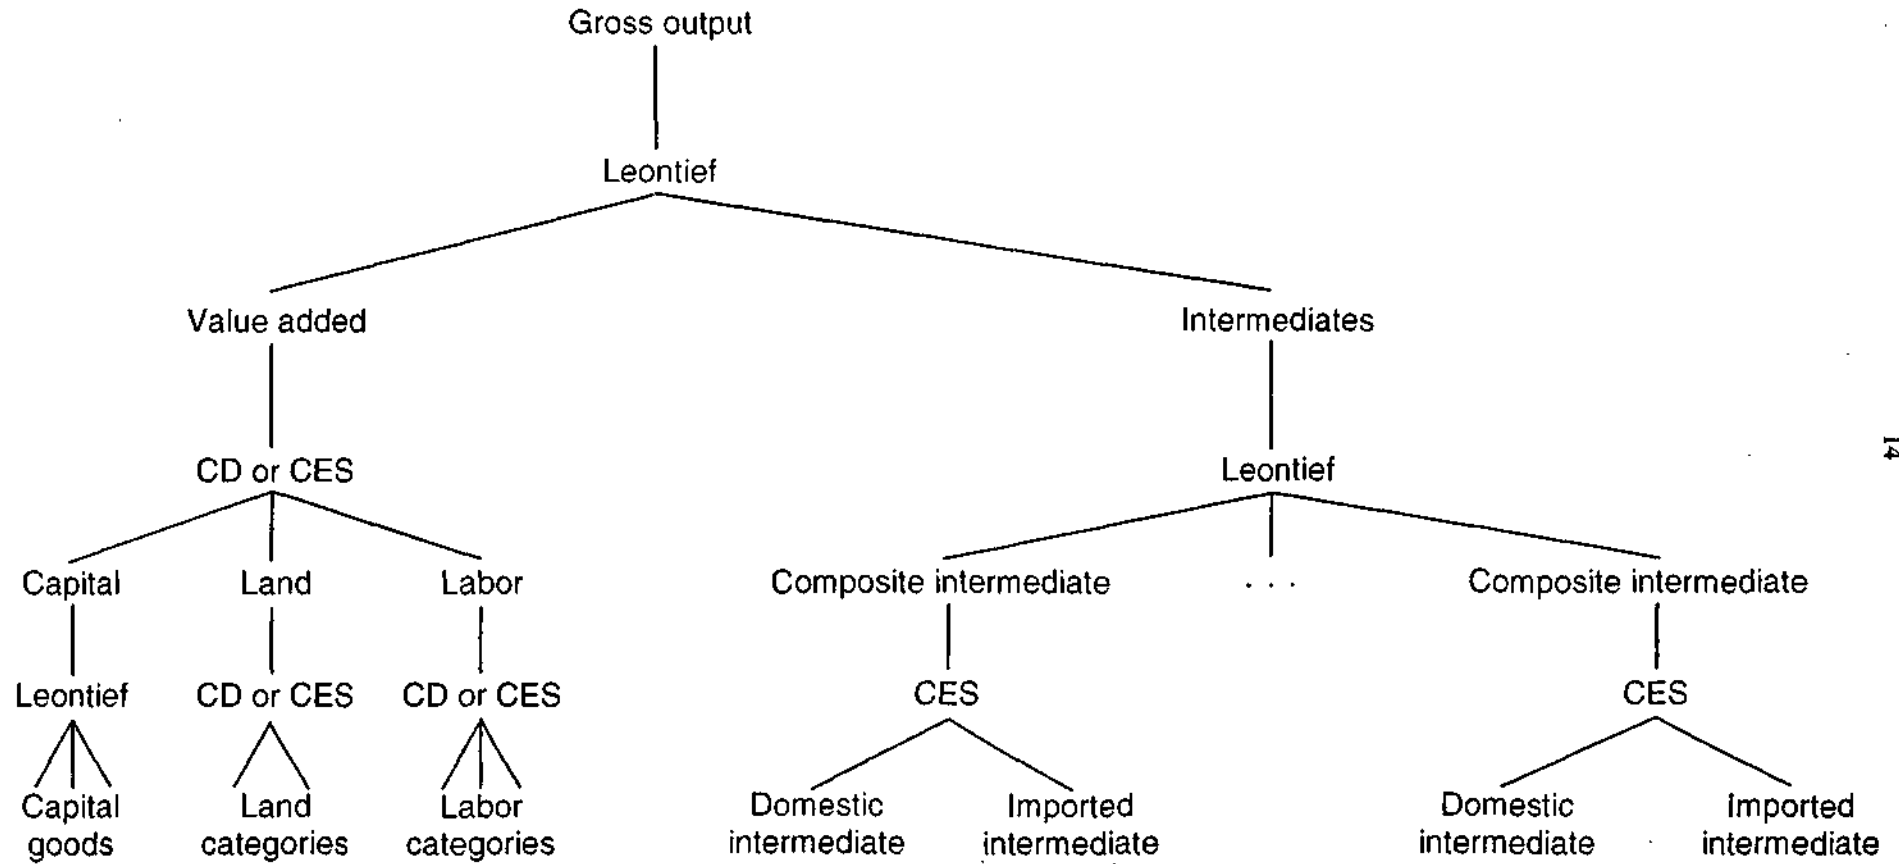 Gross output
Leontief
Value added
Intermediates
CD or CES
Leontief
14
Capital
Land
Labor
Composite intermediate
. . .
Composite intermediate
Leontief
CD or CES
CD or CES
CES
CES
Capital
goods
Land
categories
Labor
categories
Domestic
intermediate
Imported
intermediate
Domestic
intermediate
Imported
intermediate